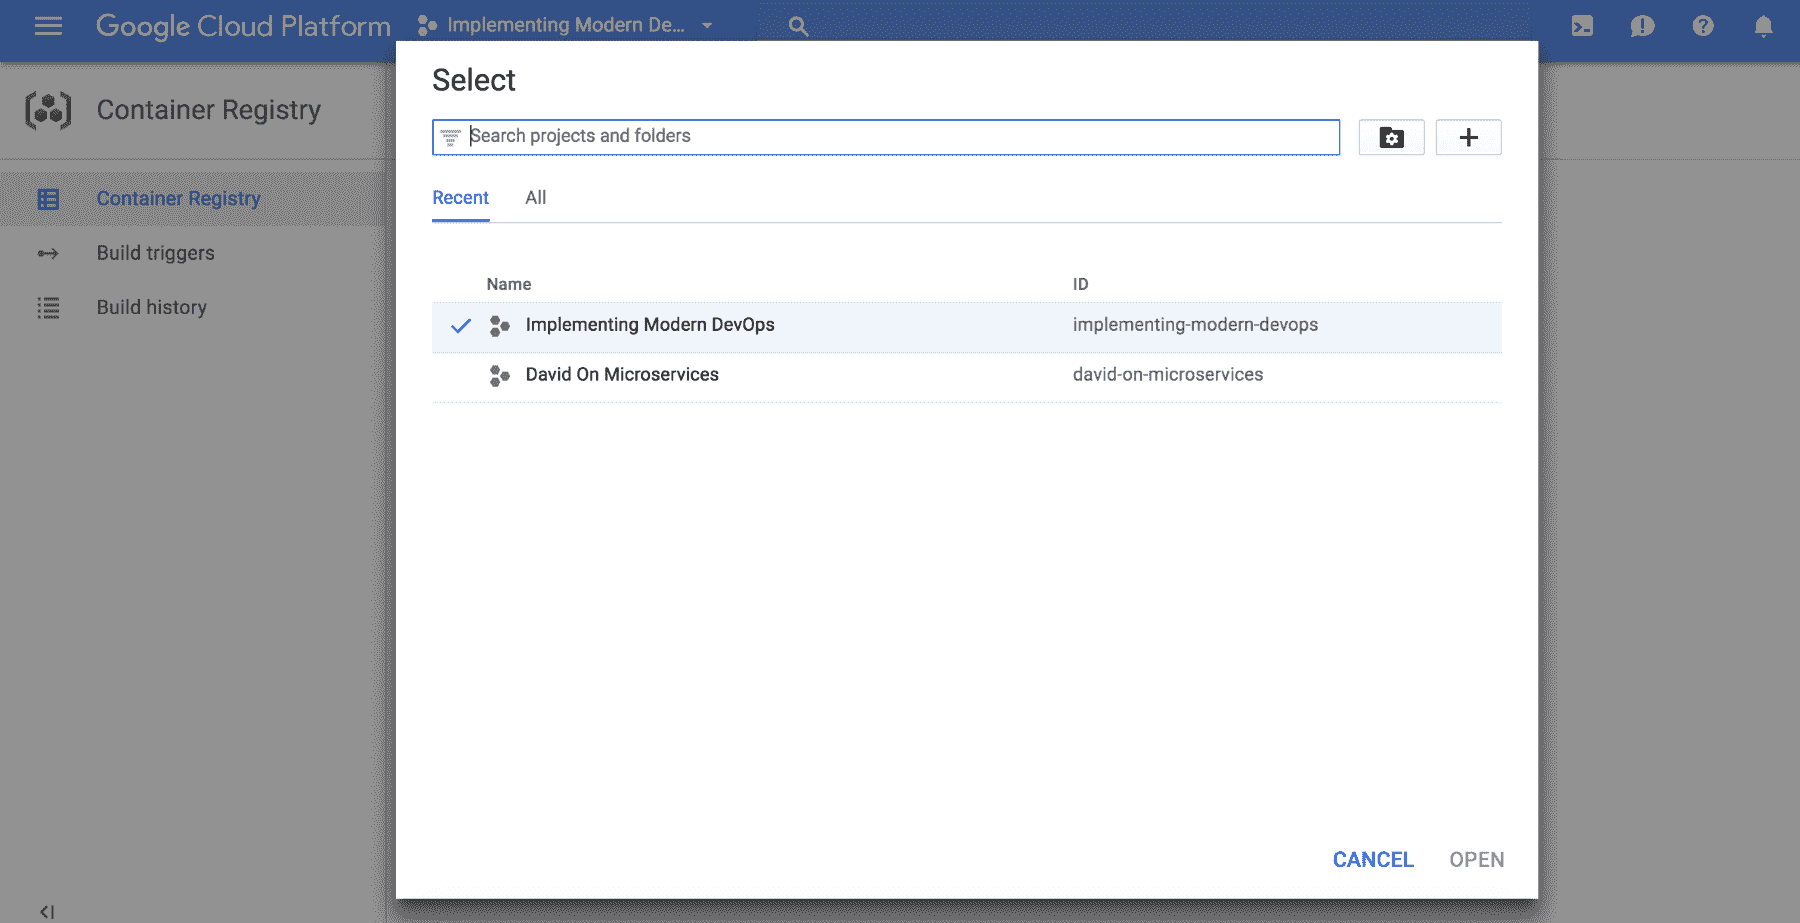 Google Cloud Platform
Implementing Modern De...
Container Registry
Container Registry
Build triggers
Build history
Select
Search projects and folders
Recent All
Name ID
Implementing Modern DevOps implementing-modern-devops
David On Microservices david-on-microservices
CANCEL OPEN